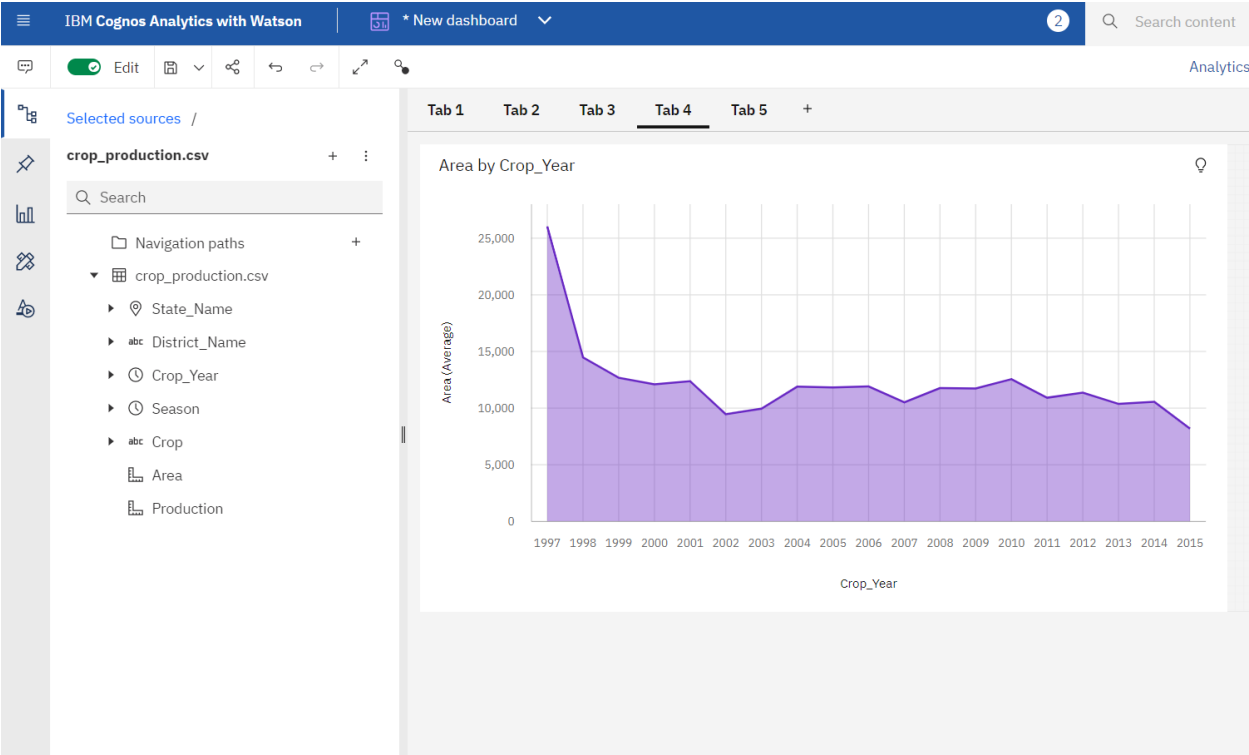 IBM Cognos Analytics with Watson
* New dashboard
2
Search content
Edit
Analytics
Selected sources /
crop_production.csv
Search
Navigation paths
crop_production.csv
State_Name
abc District_Name
Crop_Year
Season
abc Crop
Area
Production
Tab 1 Tab 2 Tab 3 Tab 4 Tab 5 +
Area by Crop_Year
Area (Average)
25,000
20,000
15,000
10,000
5,000
0
1997 1998 1999 2000 2001 2002 2003 2004 2005 2006 2007 2008 2009 2010 2011 2012 2013 2014 2015
Crop_Year